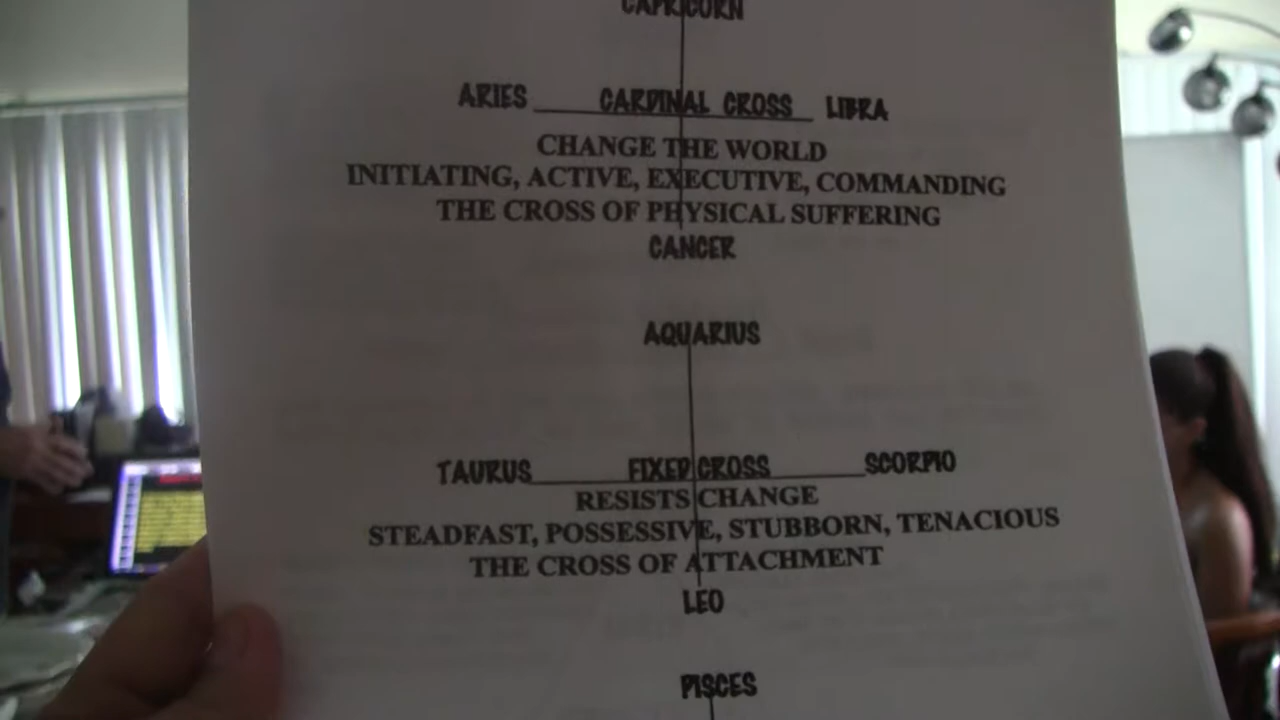 CAPRICORN
ARIES CARDINAL CROSS LIBRA
CHANGE THE WORLD
INITIATING, ACTIVE, EXECUTIVE, COMMANDING
THE CROSS OF PHYSICAL SUFFERING
CANCER
AQUARIUS
TAURUS FIXED CROSS SCORPIO
RESISTS CHANGE
STEADFAST, POSSESSIVE, STUBBORN, TENACIOUS
THE CROSS OF ATTACHMENT
LEO
PISCES